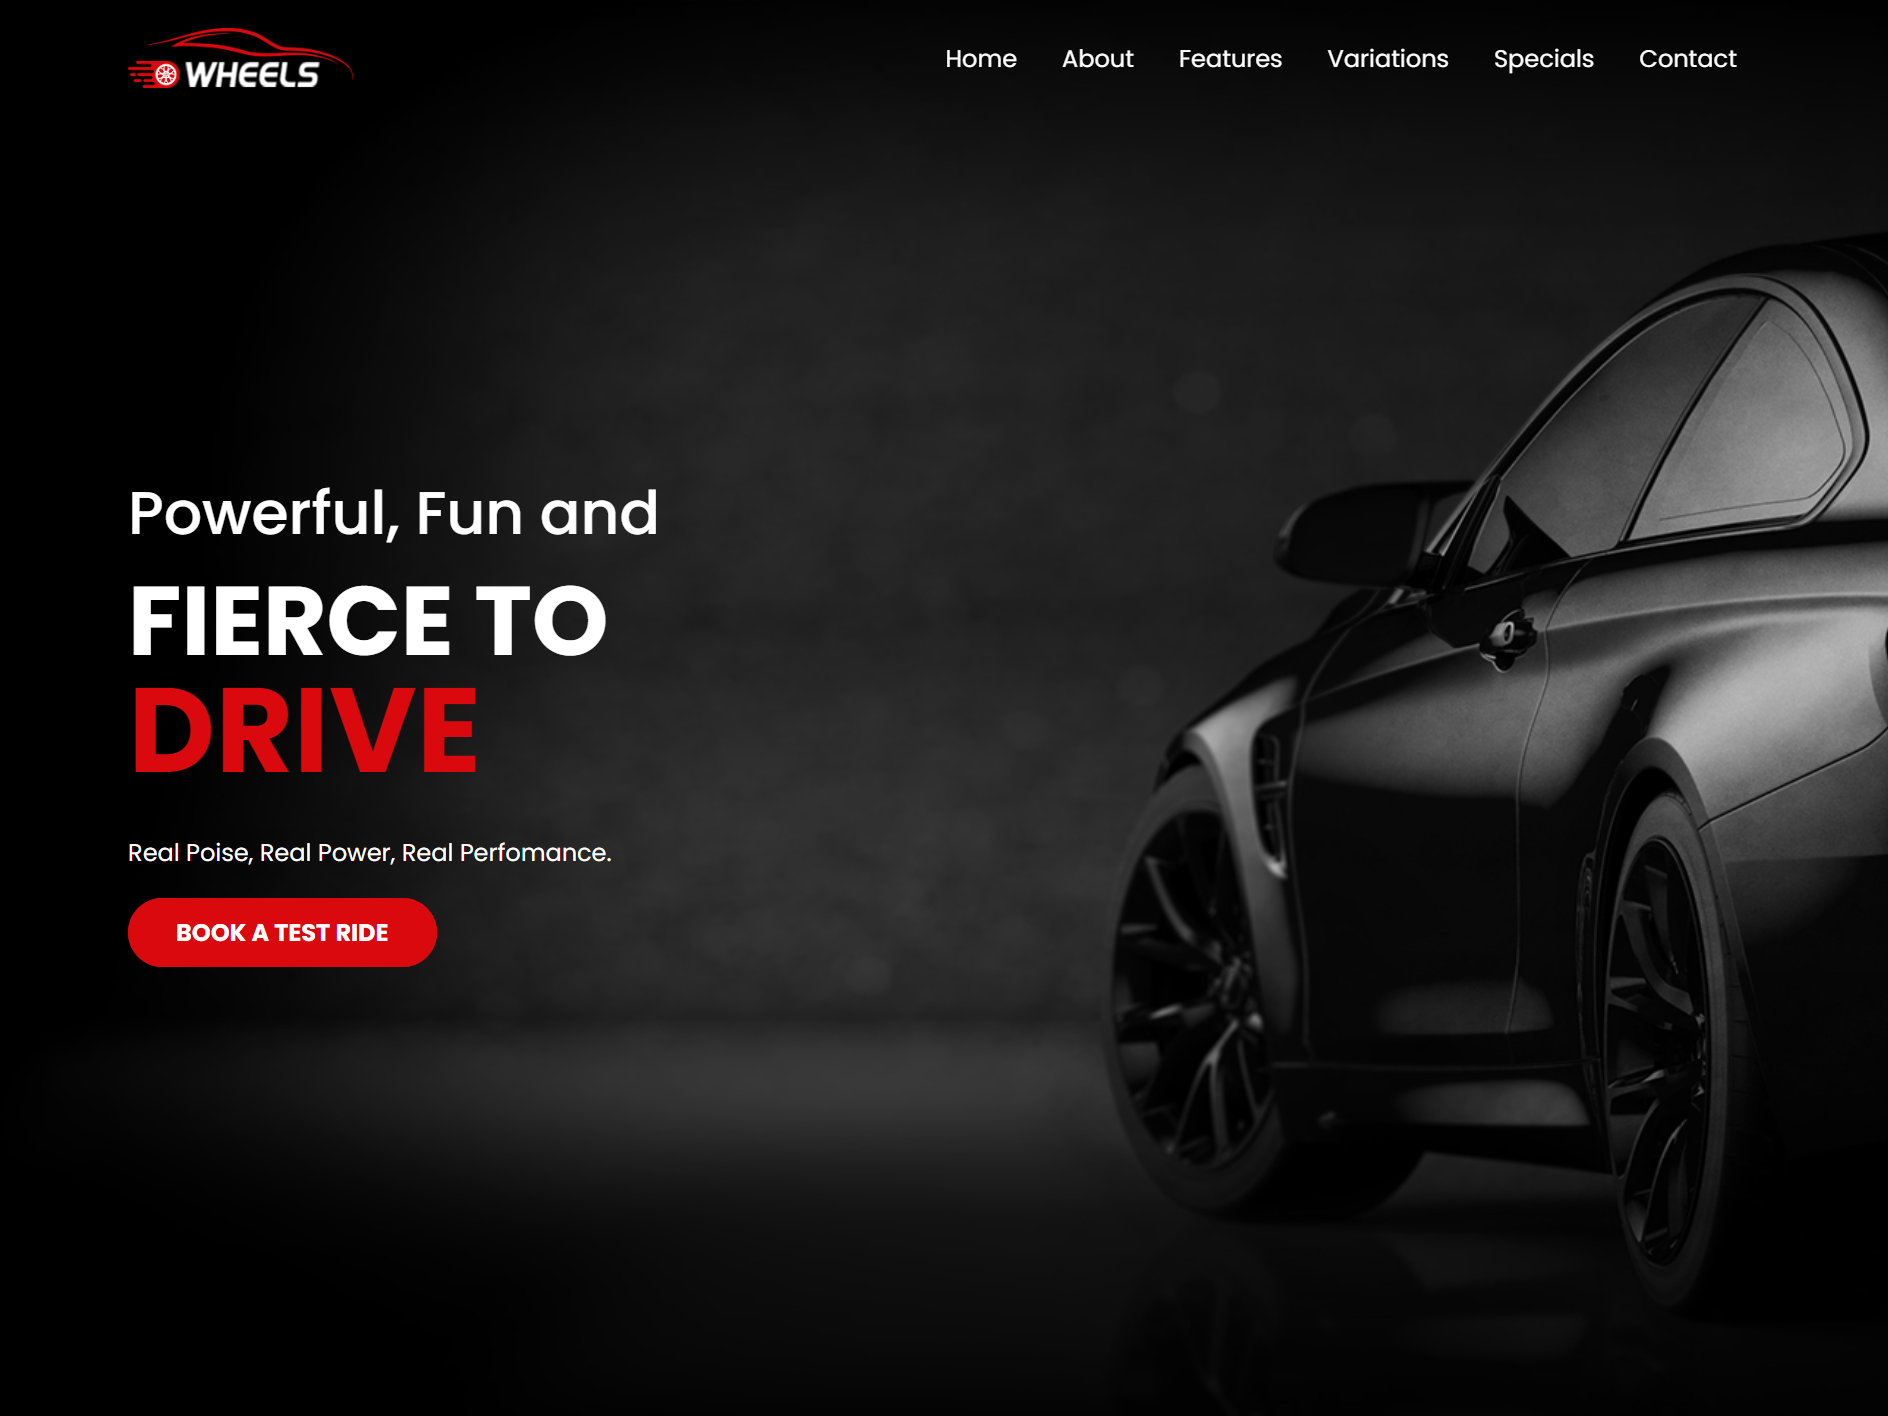 WHEELS
Home About Features Variations Specials Contact
Powerful, Fun and
FIERCE TO
DRIVE
Real Poise, Real Power, Real Perfomance.
BOOK A TEST RIDE